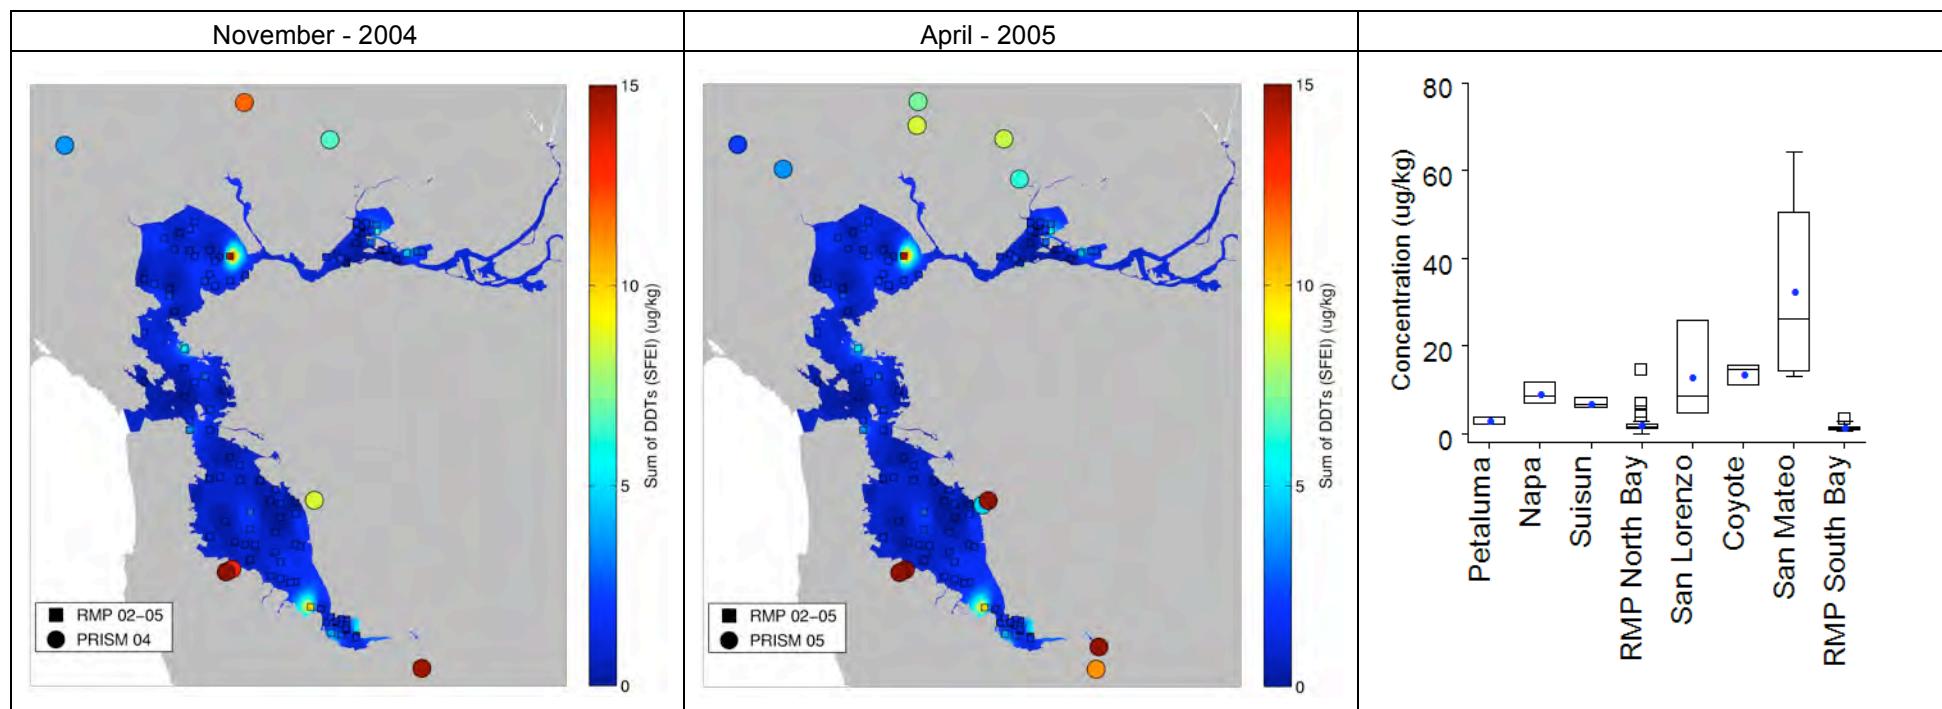 November - 2004
April - 2005
15
10
5
0
Sum of DDTs (SFEI) (ug/kg)
RMP 02-05
PRISM 04
15
10
5
0
Sum of DDTs (SFEI) (ug/kg)
RMP 02-05
PRISM 05
80
60
40
20
0
Concentration (ug/kg)
Petaluma
Napa
Suisun
RMP North Bay
San Lorenzo
Coyote
San Mateo
RMP South Bay